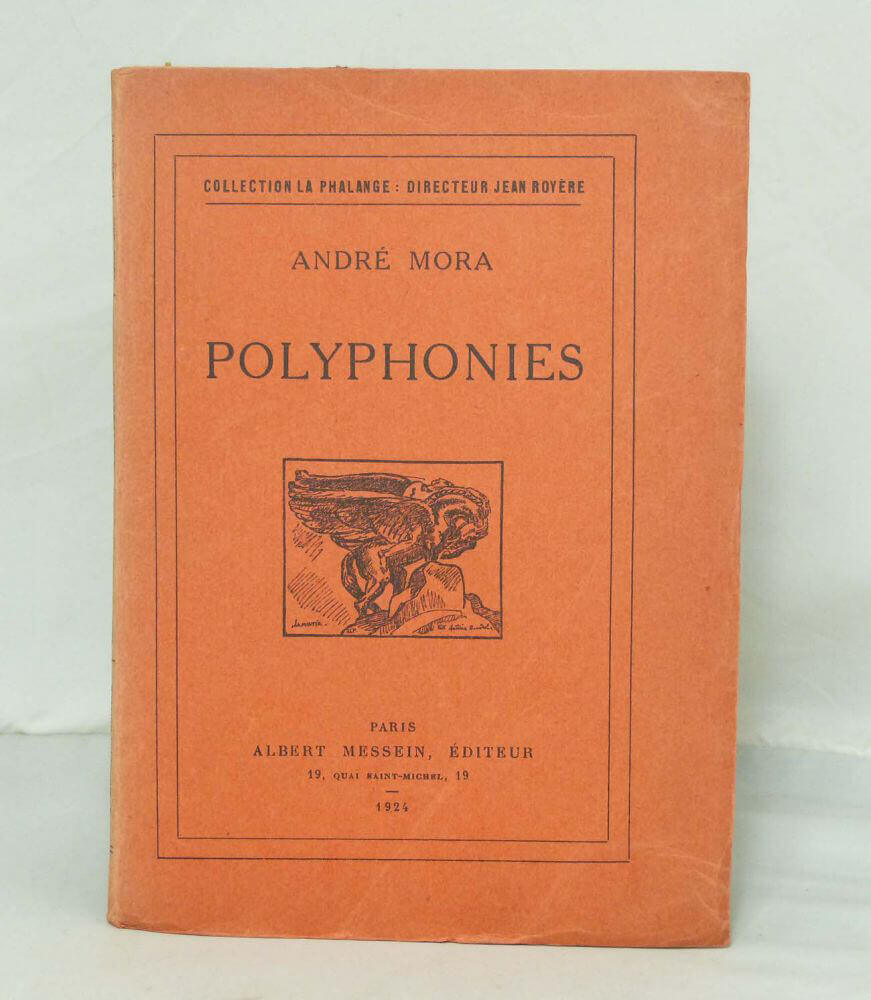 COLLECTION LA PHALANGE : DIRECTEUR JEAN ROYÈRE
ANDRÉ MORA
POLYPHONIES
PARIS
ALBERT MESSEIN, ÉDITEUR
19, QUAI SAINT-MICHEL, 19
1924